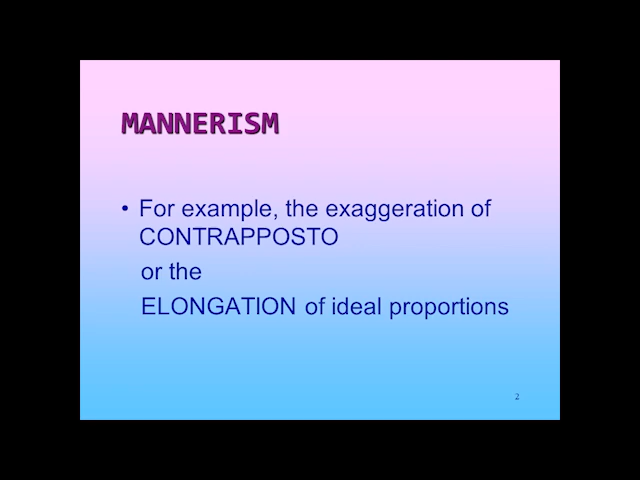 MANNERISM
• For example, the exaggeration of
CONTRAPPOSTO
or the
ELONGATION of ideal proportions
2